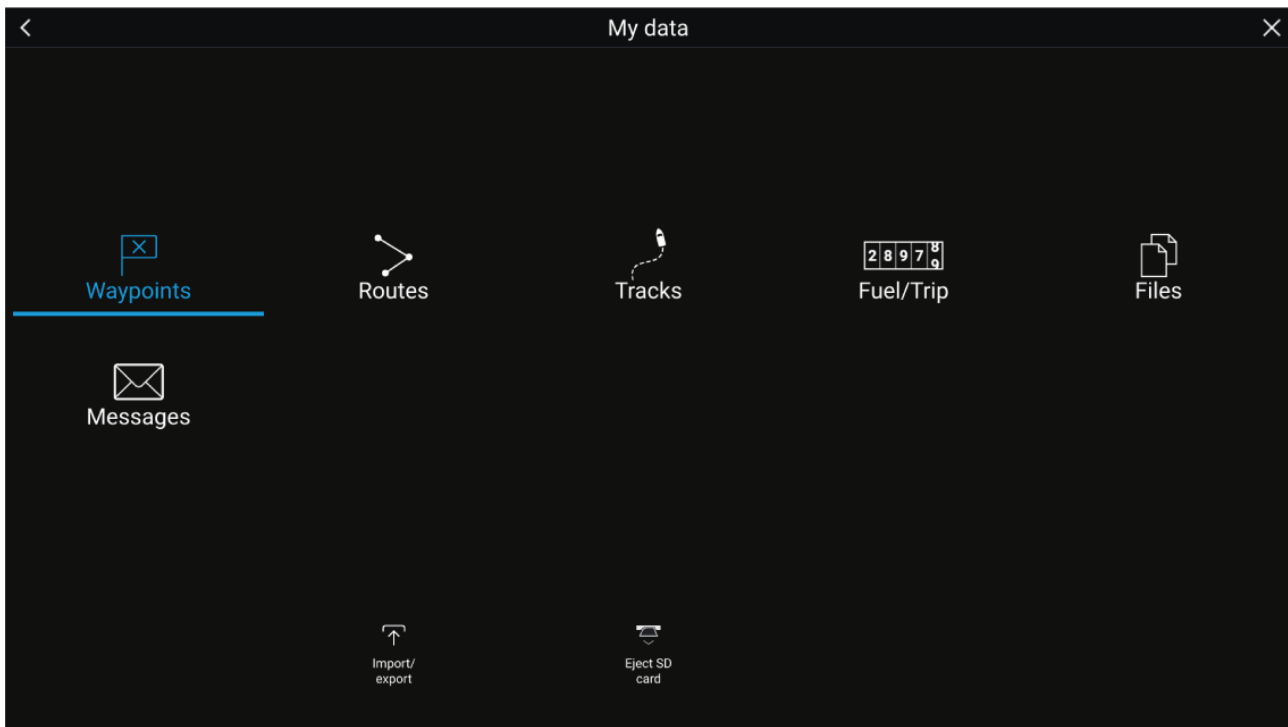 My data
28978
9
Waypoints
Routes
Tracks
Fuel/Trip
Files
Messages
Import/
export
Eject SD
card